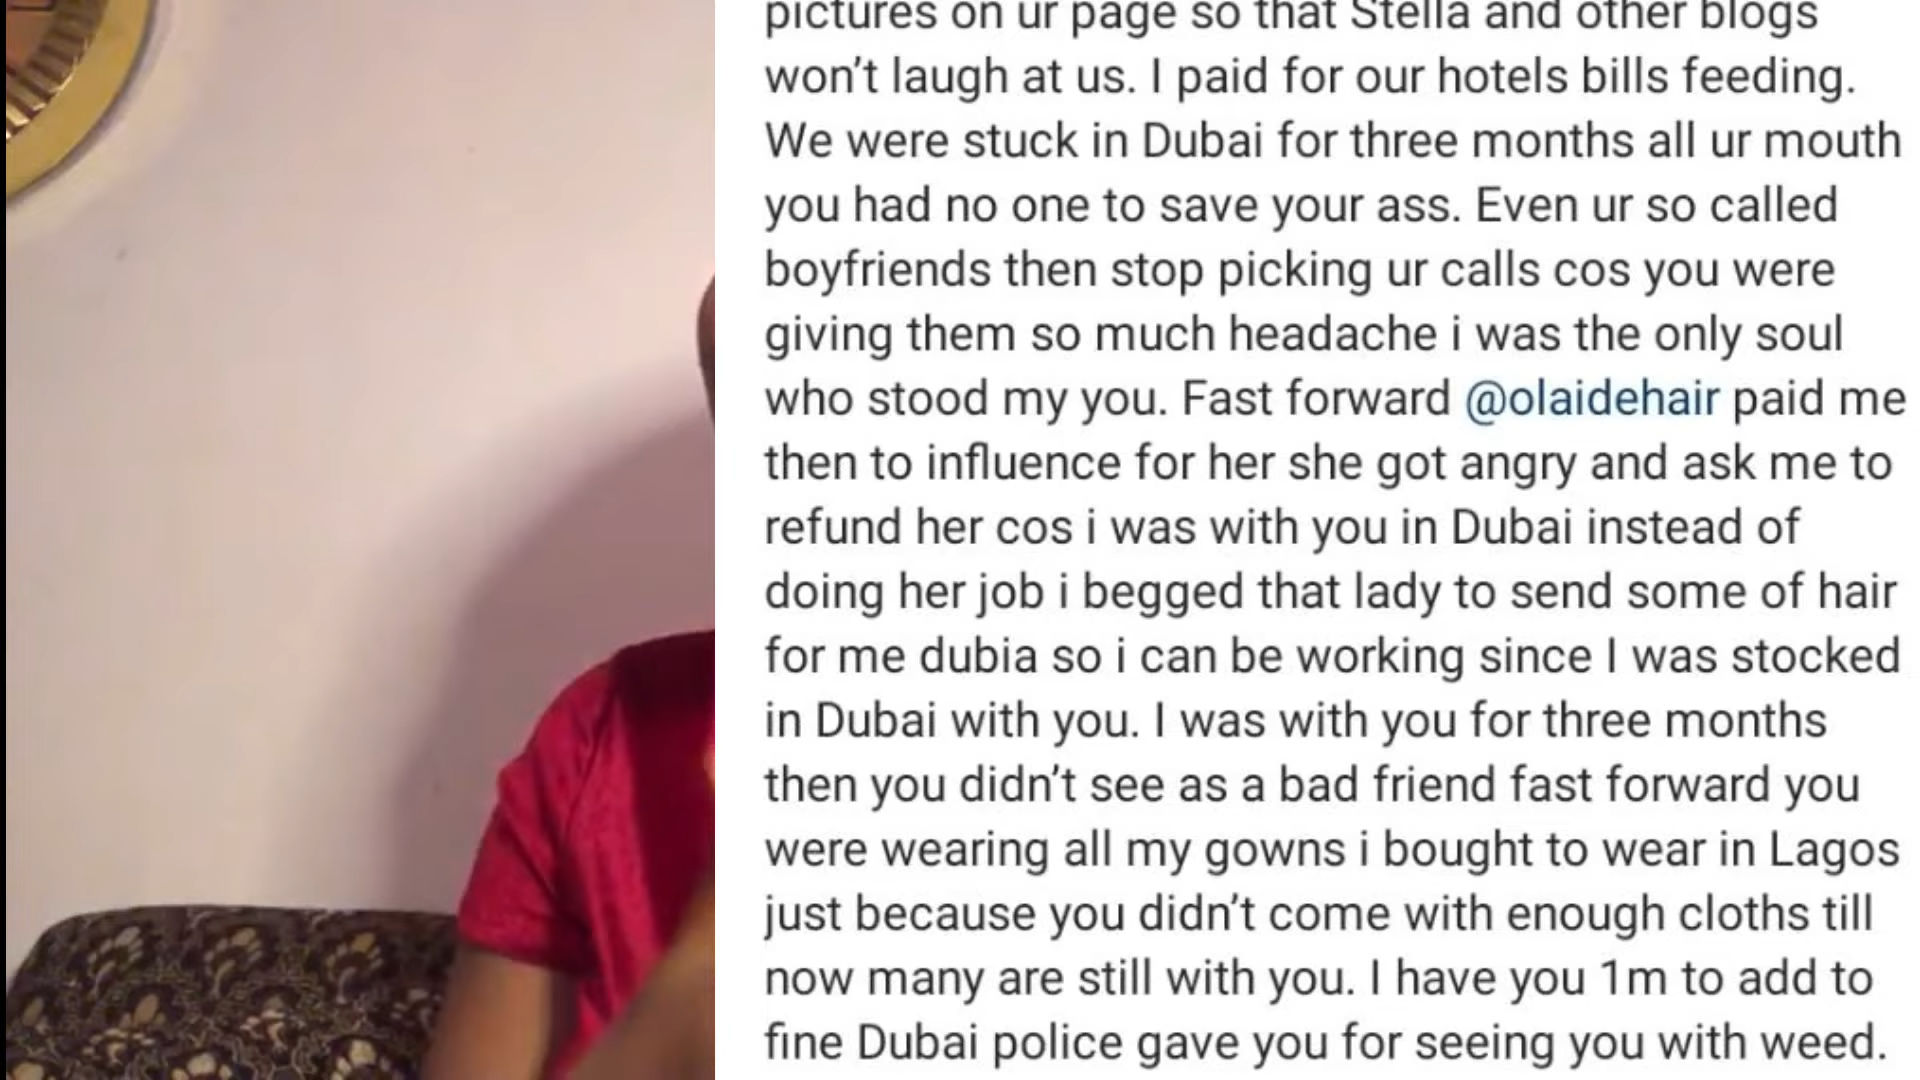 pictures on ur page so that Stella and other blogs
won't laugh at us. I paid for our hotels bills feeding.
We were stuck in Dubai for three months all ur mouth
you had no one to save your ass. Even ur so called
boyfriends then stop picking ur calls cos you were
giving them so much headache i was the only soul
who stood my you. Fast forward @olaidehair paid me
then to influence for her she got angry and ask me to
refund her cos i was with you in Dubai instead of
doing her job i begged that lady to send some of hair
for me dubia so i can be working since I was stocked
in Dubai with you. I was with you for three months
then you didn't see as a bad friend fast forward you
were wearing all my gowns i bought to wear in Lagos
just because you didn't come with enough cloths till
now many are still with you. I have you 1m to add to
fine Dubai police gave you for seeing you with weed.